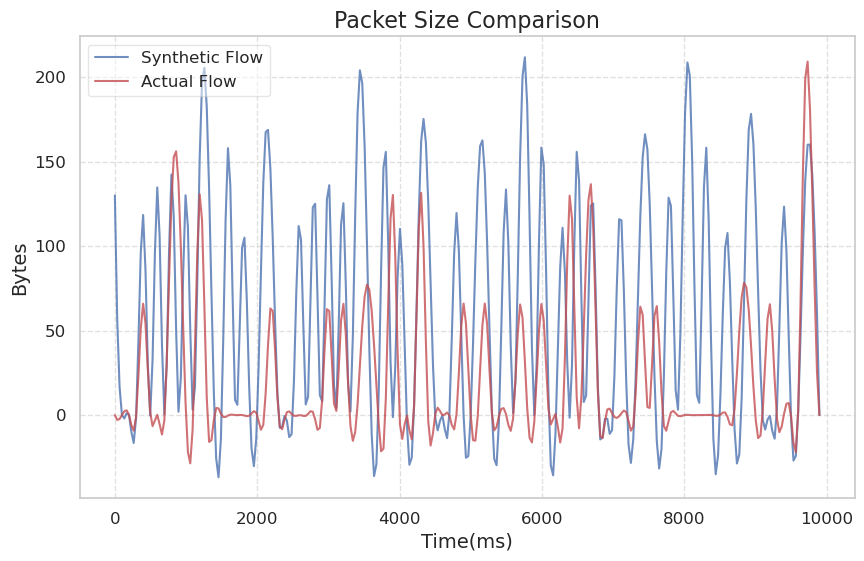 Packet Size Comparison
Synthetic Flow
Actual Flow
200
150
100
50
0
Bytes
0 2000 4000 6000 8000 10000
Time(ms)